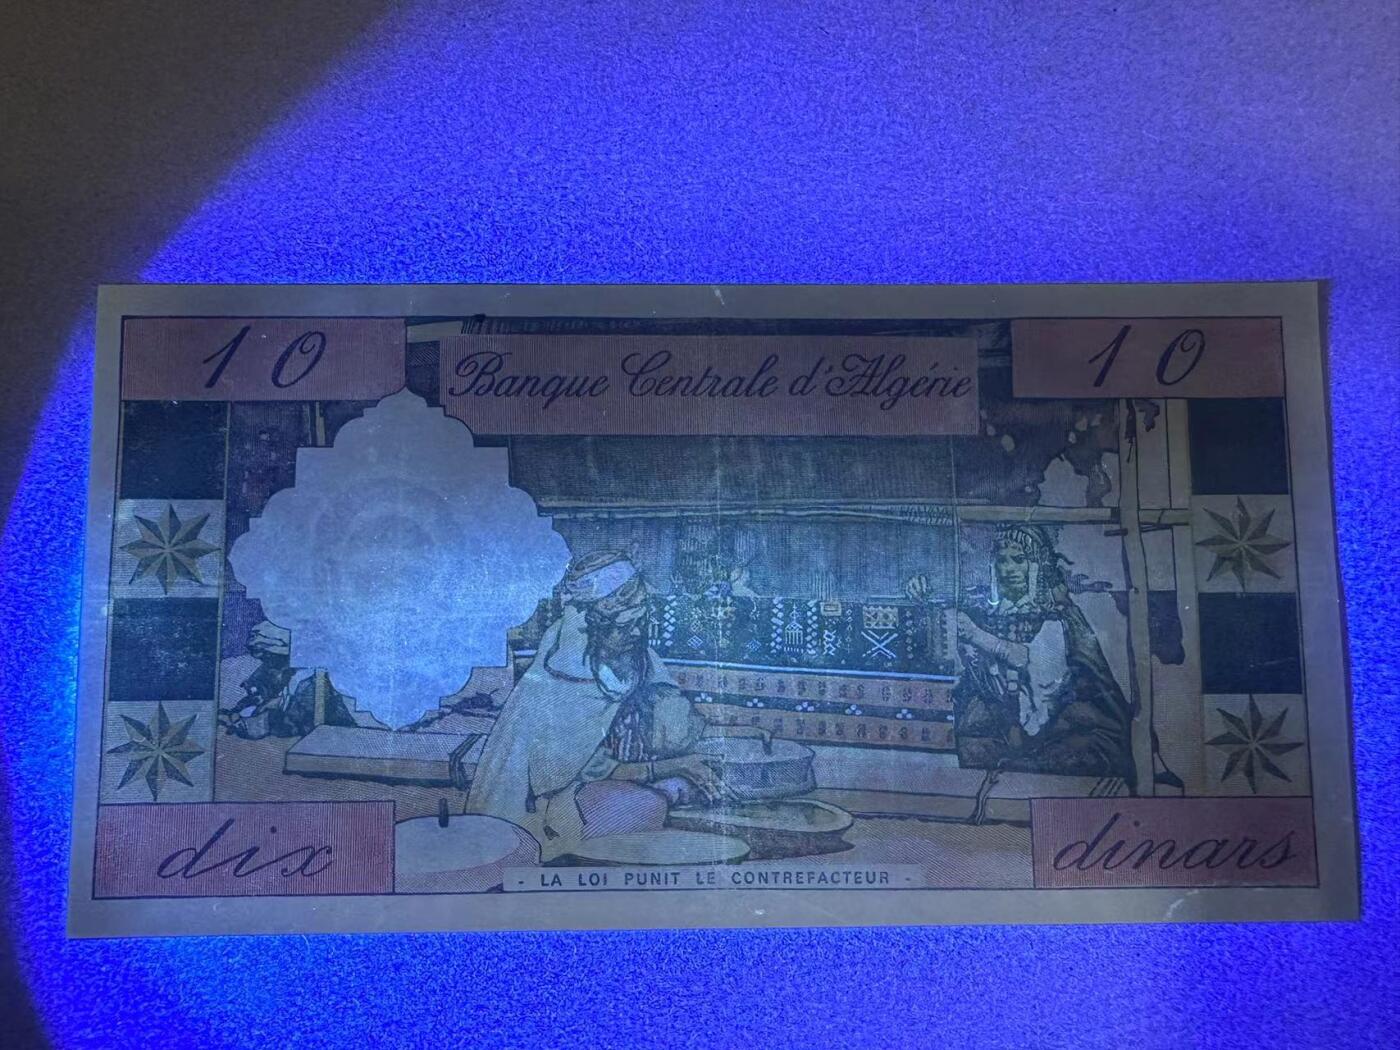 10
Banque Centrale d'Algérie
10
dix
dinars
- LA LOI PUNIT LE CONTREFACTEUR -